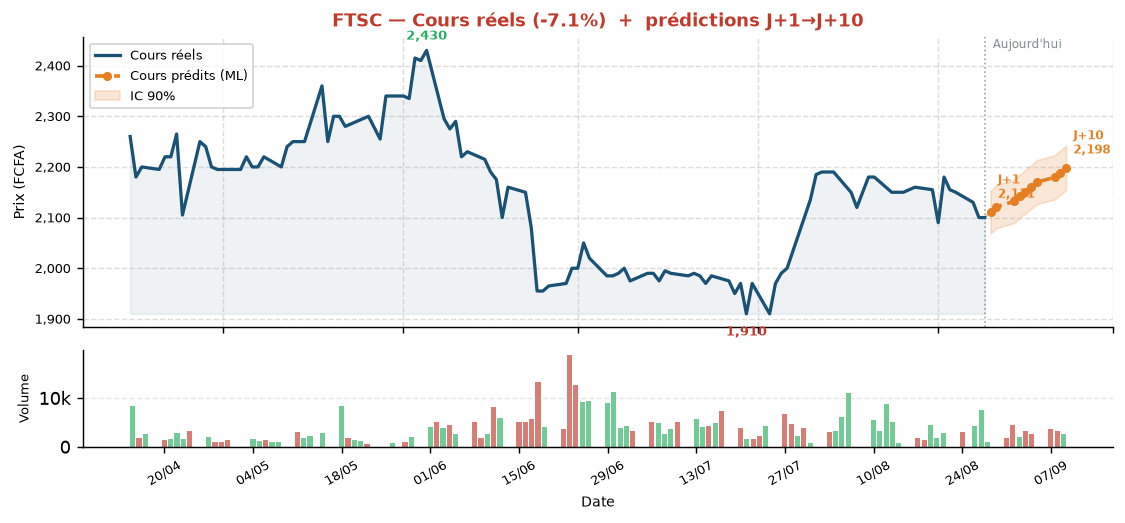 FTSC — Cours réels (-7.1%) + prédictions J+1→J+10
2,430
Aujourd'hui
Cours réels
Cours prédits (ML)
IC 90%
2,400
2,300
2,200
2,100
2,000
1,900
Prix (FCFA)
J+10
2,198
J+1
1,910
Volume
10k
0
20/04
04/05
18/05
01/06
15/06
29/06
13/07
27/07
10/08
24/08
07/09
Date